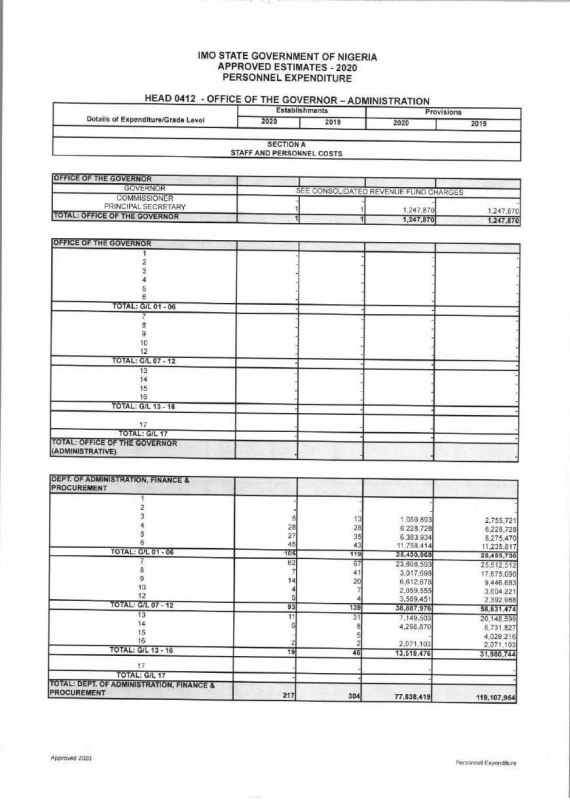 IMO STATE GOVERNMENT OF NIGERIA
APPROVED ESTIMATES - 2020
PERSONNEL EXPENDITURE
HEAD 0412 - OFFICE OF THE GOVERNOR – ADMINISTRATION
Details of Expenditure/Grade Level Establishments Provisions
2020 2019 2020 2019
SECTION A
STAFF AND PERSONNEL COSTS
OFFICE OF THE GOVERNOR
GOVERNOR SEE CONSOLIDATED REVENUE FUND CHARGES
COMMISSIONER - - - -
PRINCIPAL SECRETARY 1 1 1,247,870 1,247,870
TOTAL: OFFICE OF THE GOVERNOR 1 1 1,247,870 1,247,870
OFFICE OF THE GOVERNOR
1 - - - -
2 - - - -
3 - - - -
4 - - - -
5 - - - -
6 - - - -
TOTAL: G/L 01 - 06 - - - -
7 - - - -
8 - - - -
9 - - - -
10 - - - -
12 - - - -
TOTAL: G/L 07 - 12 - - - -
13 - - - -
14 - - - -
15 - - - -
16 - - - -
TOTAL: G/L 13 - 16 - - - -
17 - - - -
TOTAL: G/L 17 - - - -
TOTAL: OFFICE OF THE GOVERNOR
(ADMINISTRATIVE) - - - -
DEPT. OF ADMINISTRATION, FINANCE &
PROCUREMENT
1 - - - -
2 - - - -
3 5 13 1,059,893 2,755,721
4 28 28 6,228,728 6,228,728
5 27 35 6,383,934 8,275,470
6 45 43 11,758,414 11,235,817
TOTAL: G/L 01 - 06 105 119 25,430,968 28,495,736
7 62 67 23,608,593 25,512,512
8 7 41 3,017,698 17,675,090
9 14 20 6,612,678 9,446,683
10 4 7 2,059,555 3,604,221
12 6 4 3,589,451 2,392,968
TOTAL: G/L 07 - 12 93 139 38,887,976 58,631,474
13 11 31 7,149,503 20,148,599
14 6 8 4,298,870 5,731,827
15 - 5 - 4,029,216
16 2 2 2,071,103 2,071,103
TOTAL: G/L 13 - 16 19 46 13,519,476 31,980,744
17 - - - -
TOTAL: G/L 17 - - - -
TOTAL: DEPT. OF ADMINISTRATION, FINANCE &
PROCUREMENT 217 304 77,838,419 119,107,954
Approved 2020 Personnel Expenditure